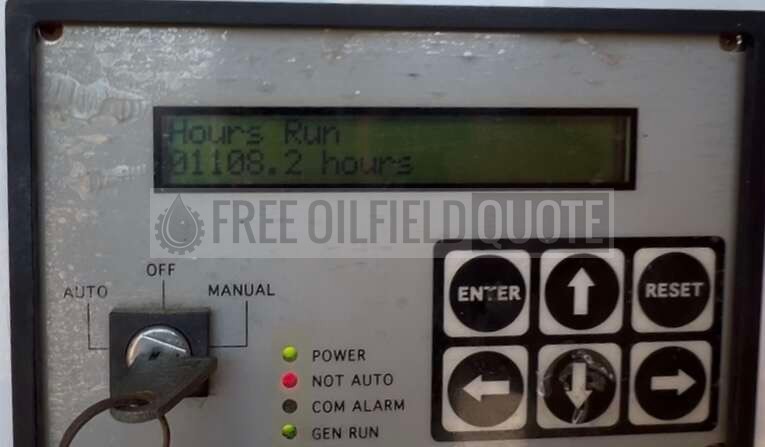 Hours Run
01108.2 hours
FREE OILFIELD QUOTE
OFF
AUTO
MANUAL
ENTER
RESET
POWER
NOT AUTO
COM ALARM
GEN RUN